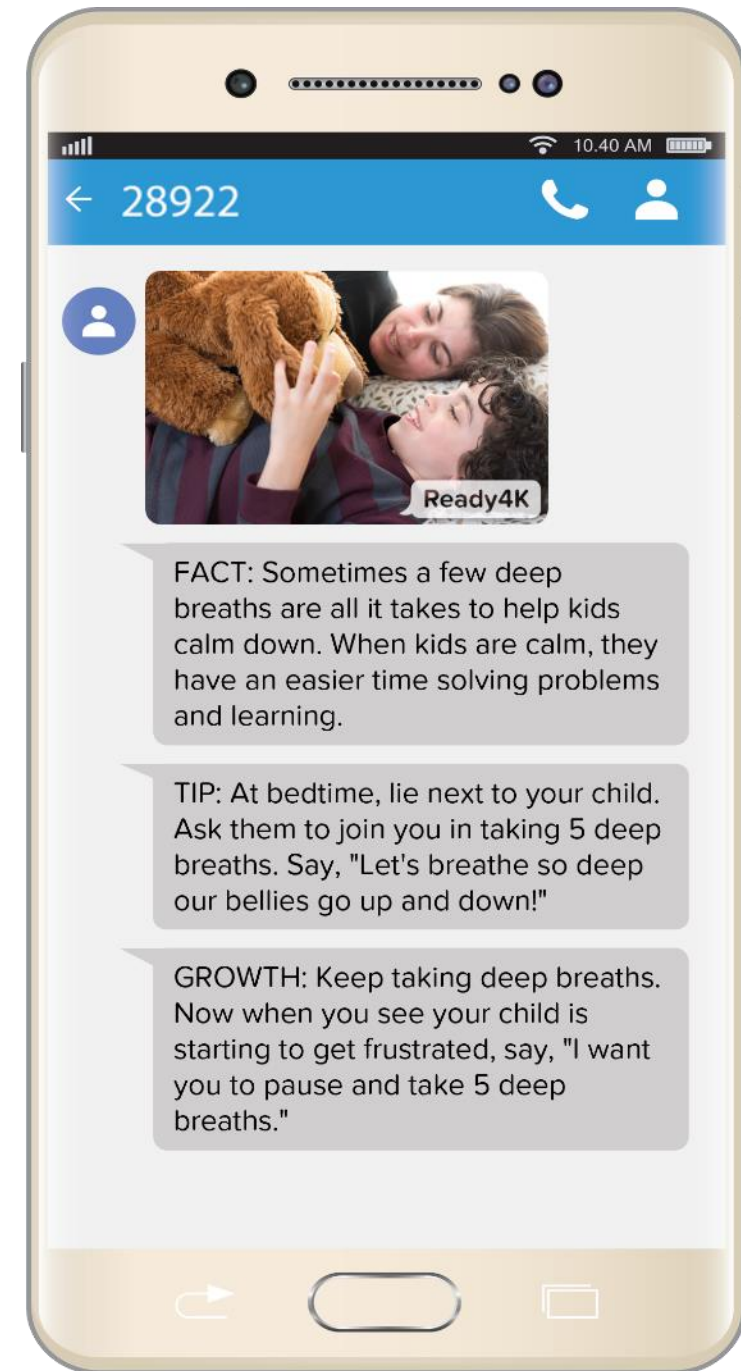 10.40 AM
28922
Ready4K
FACT: Sometimes a few deep
breaths are all it takes to help kids
calm down. When kids are calm, they
have an easier time solving problems
and learning.
TIP: At bedtime, lie next to your child.
Ask them to join you in taking 5 deep
breaths. Say, "Let's breathe so deep
our bellies go up and down!"
GROWTH: Keep taking deep breaths.
Now when you see your child is
starting to get frustrated, say, "I want
you to pause and take 5 deep
breaths."